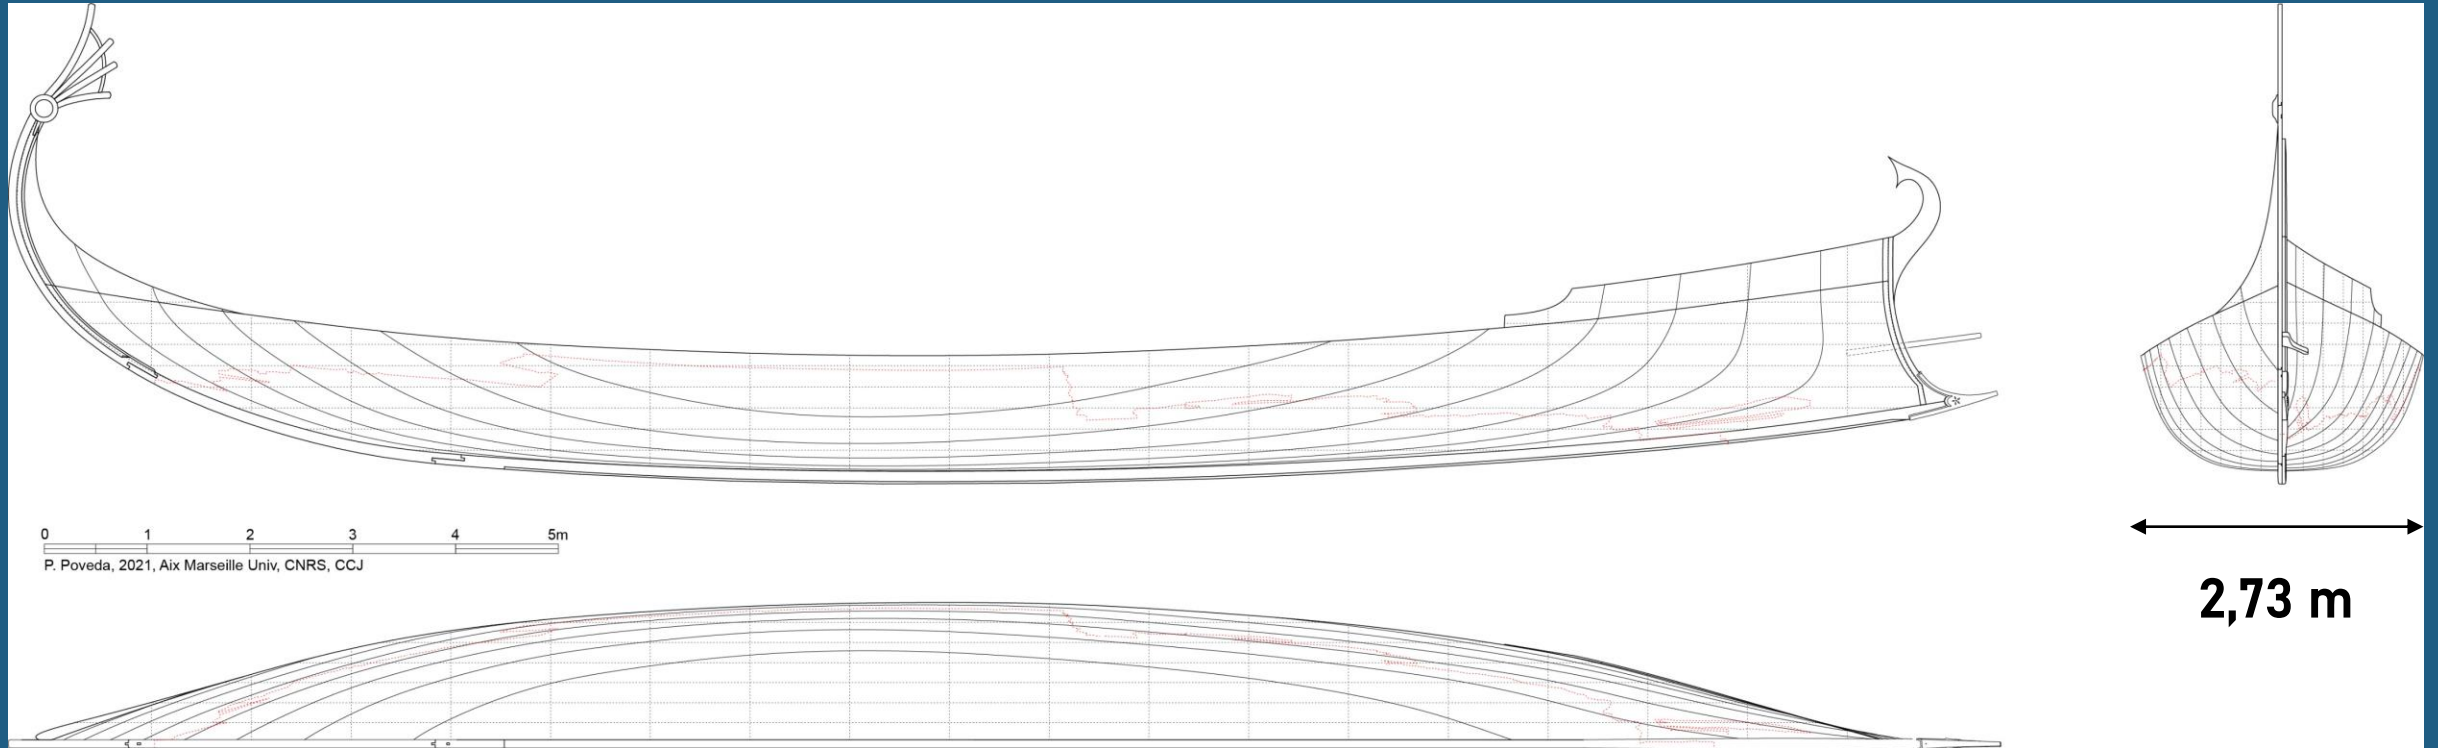 0 1 2 3 4 5m
P. Poveda, 2021, Aix Marseille Univ, CNRS, CCJ
2,73 m